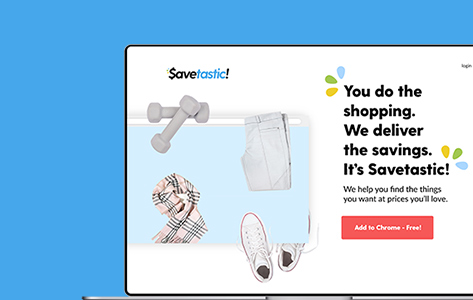 $avetastic!
login
You do the
shopping.
We deliver
the savings.
It's Savetastic!
We help you find the things
you want at prices you'll love.
Add to Chrome - Free!